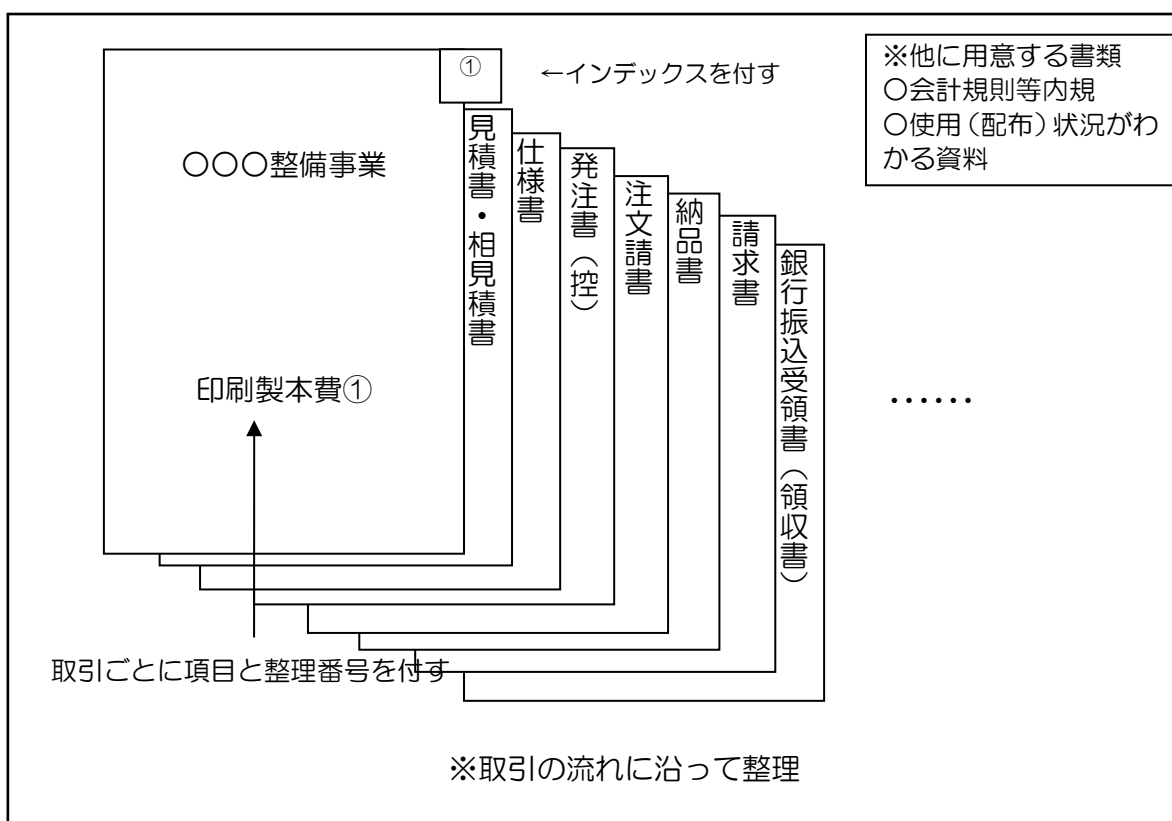 ①
←インデックスを付す
※他に用意する書類
○会計規則等内規
○使用（配布）状況がわ
かる資料
○○○整備事業
見積書・相見積書
仕様書
発注書（控）
注文請書
納品書
請求書
銀行振込受領書（領収書）
印刷製本費①
……
取引ごとに項目と整理番号を付す
※取引の流れに沿って整理